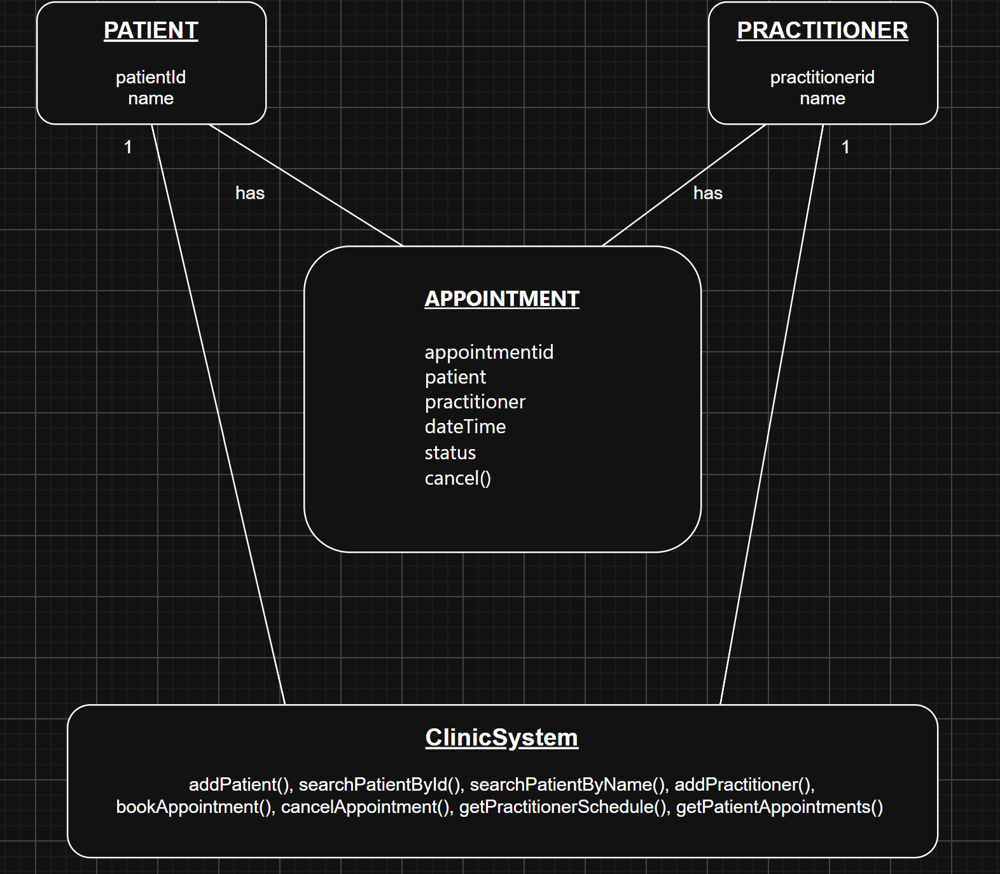 PATIENT
patientId
name
PRACTITIONER
practitionerid
name
1
1
has
has
APPOINTMENT
appointmentid
patient
practitioner
dateTime
status
cancel()
ClinicSystem
addPatient(), searchPatientById(), searchPatientByName(), addPractitioner(),
bookAppointment(), cancelAppointment(), getPractitionerSchedule(), getPatientAppointments()